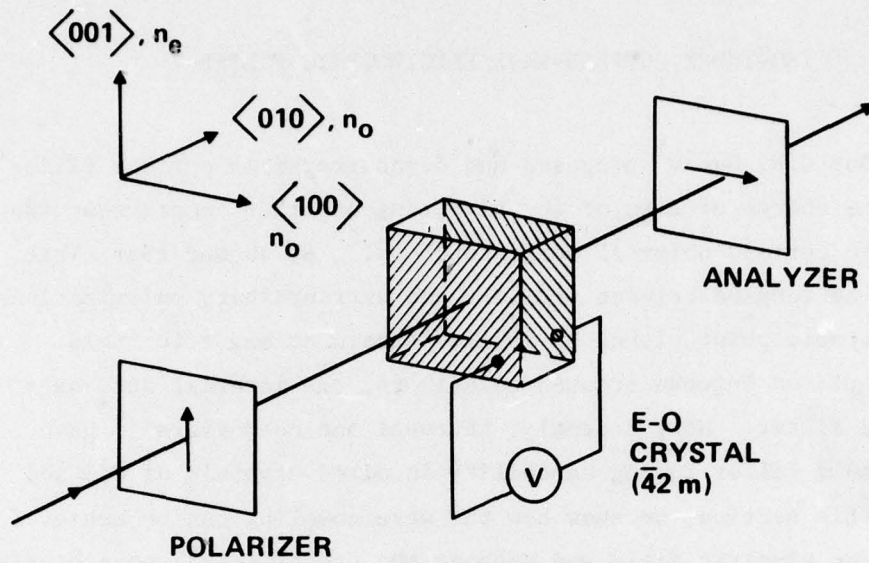 ⟨001⟩, nₑ
⟨010⟩, nₒ
⟨100⟩
nₒ
ANALYZER
E-O
CRYSTAL
(4̅2 m)
V
POLARIZER